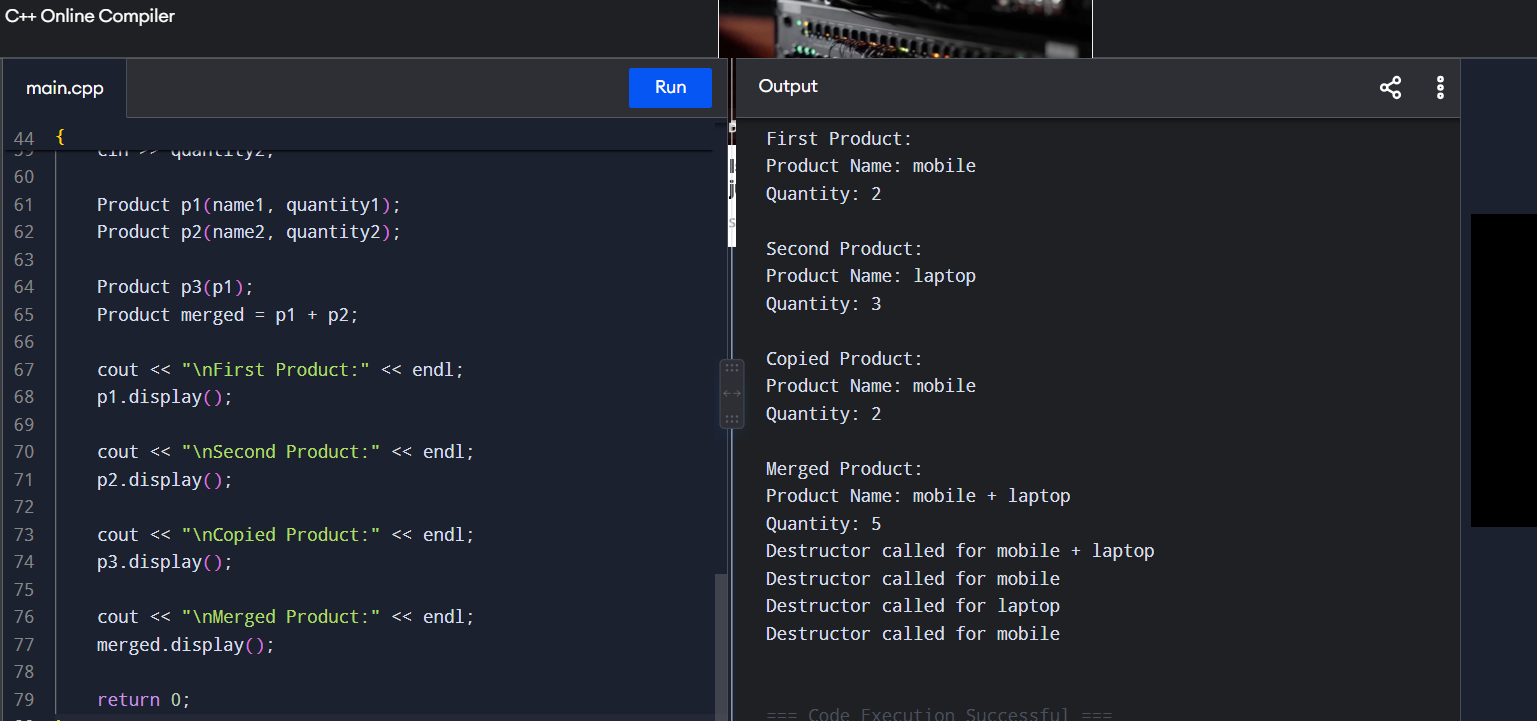 C++ Online Compiler
main.cpp
Run
44 {
cin >> quantity2;
60
61 Product p1(name1, quantity1);
62 Product p2(name2, quantity2);
63
64 Product p3(p1);
65 Product merged = p1 + p2;
66
67 cout << "\nFirst Product:" << endl;
68 p1.display();
69
70 cout << "\nSecond Product:" << endl;
71 p2.display();
72
73 cout << "\nCopied Product:" << endl;
74 p3.display();
75
76 cout << "\nMerged Product:" << endl;
77 merged.display();
78
79 return 0;
Output
First Product:
Product Name: mobile
Quantity: 2
Second Product:
Product Name: laptop
Quantity: 3
Copied Product:
Product Name: mobile
Quantity: 2
Merged Product:
Product Name: mobile + laptop
Quantity: 5
Destructor called for mobile + laptop
Destructor called for mobile
Destructor called for laptop
Destructor called for mobile
=== Code Execution Successful ===